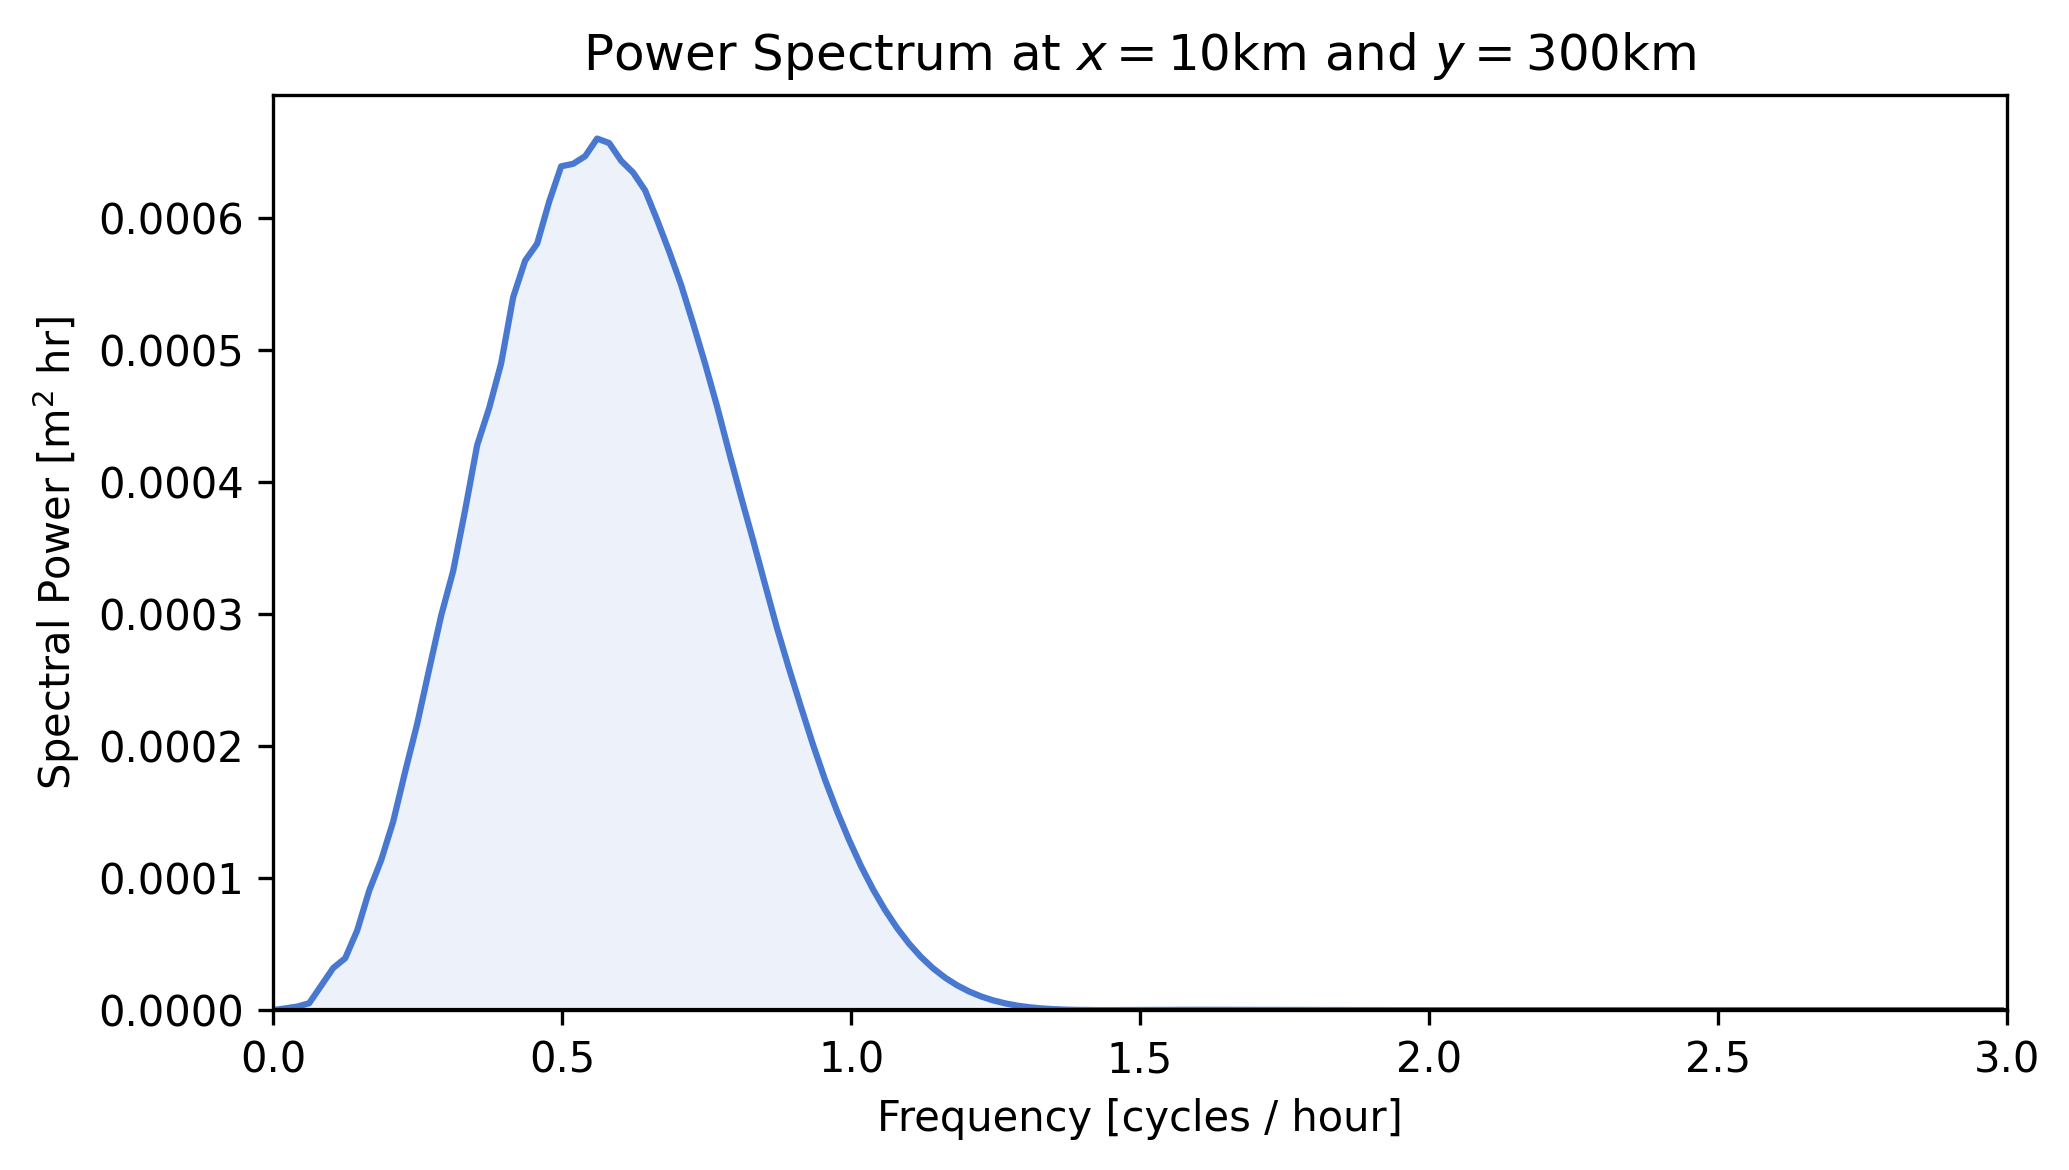 Power Spectrum at x = 10km and y = 300km
Spectral Power [m² hr]
0.0006
0.0005
0.0004
0.0003
0.0002
0.0001
0.0000
0.0 0.5 1.0 1.5 2.0 2.5 3.0
Frequency [cycles / hour]